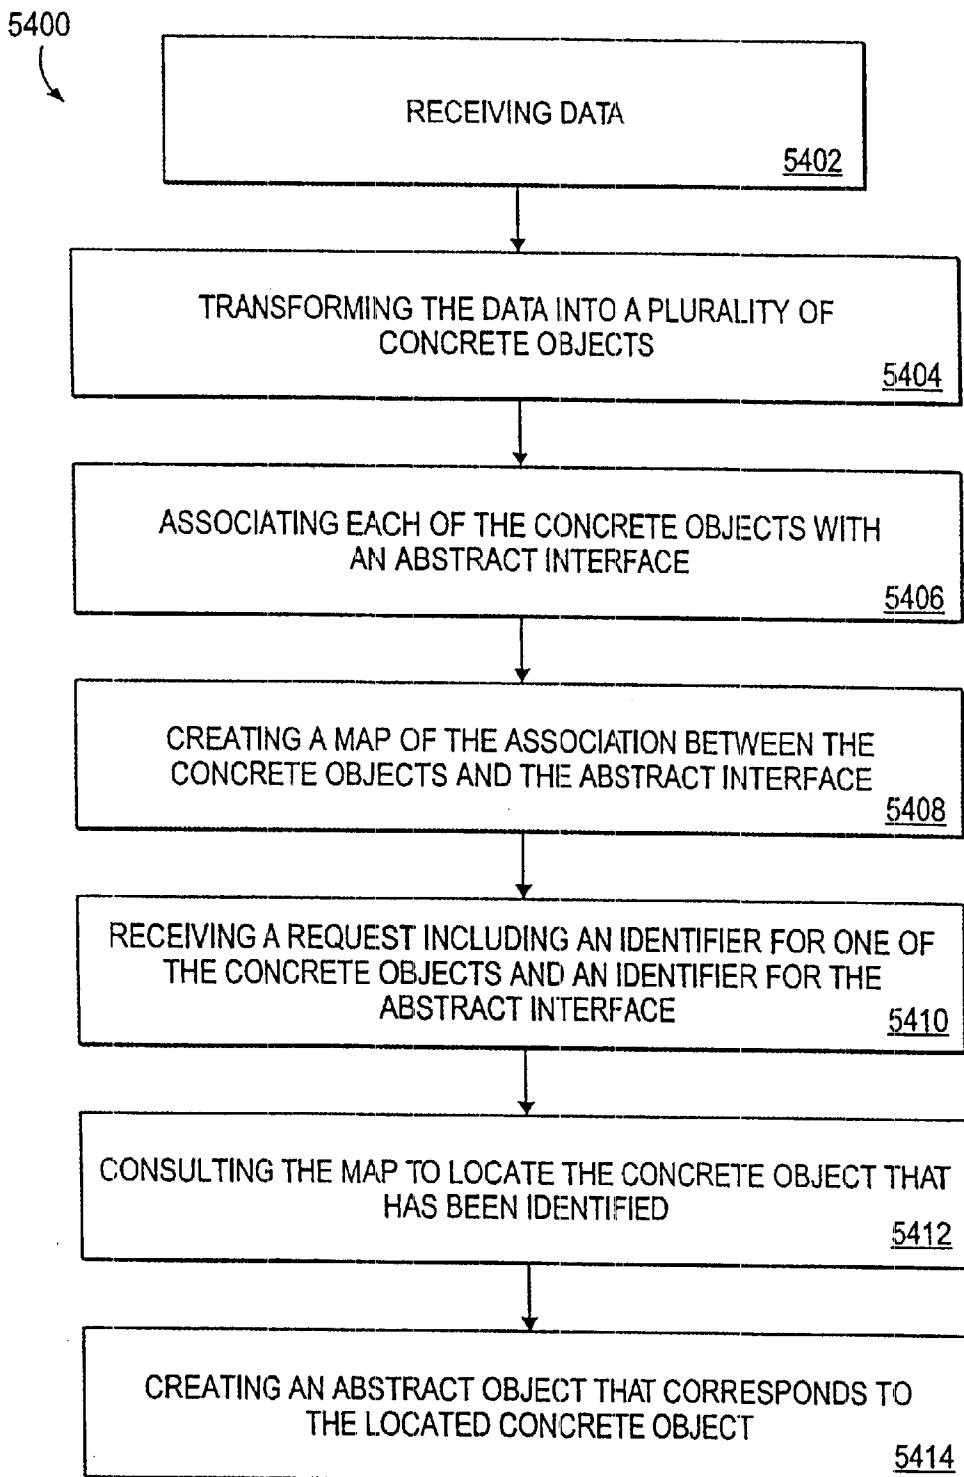 5400
RECEIVING DATA
5402
TRANSFORMING THE DATA INTO A PLURALITY OF
CONCRETE OBJECTS
5404
ASSOCIATING EACH OF THE CONCRETE OBJECTS WITH
AN ABSTRACT INTERFACE
5406
CREATING A MAP OF THE ASSOCIATION BETWEEN THE
CONCRETE OBJECTS AND THE ABSTRACT INTERFACE
5408
RECEIVING A REQUEST INCLUDING AN IDENTIFIER FOR ONE OF
THE CONCRETE OBJECTS AND AN IDENTIFIER FOR THE
ABSTRACT INTERFACE
5410
CONSULTING THE MAP TO LOCATE THE CONCRETE OBJECT THAT
HAS BEEN IDENTIFIED
5412
CREATING AN ABSTRACT OBJECT THAT CORRESPONDS TO
THE LOCATED CONCRETE OBJECT
5414